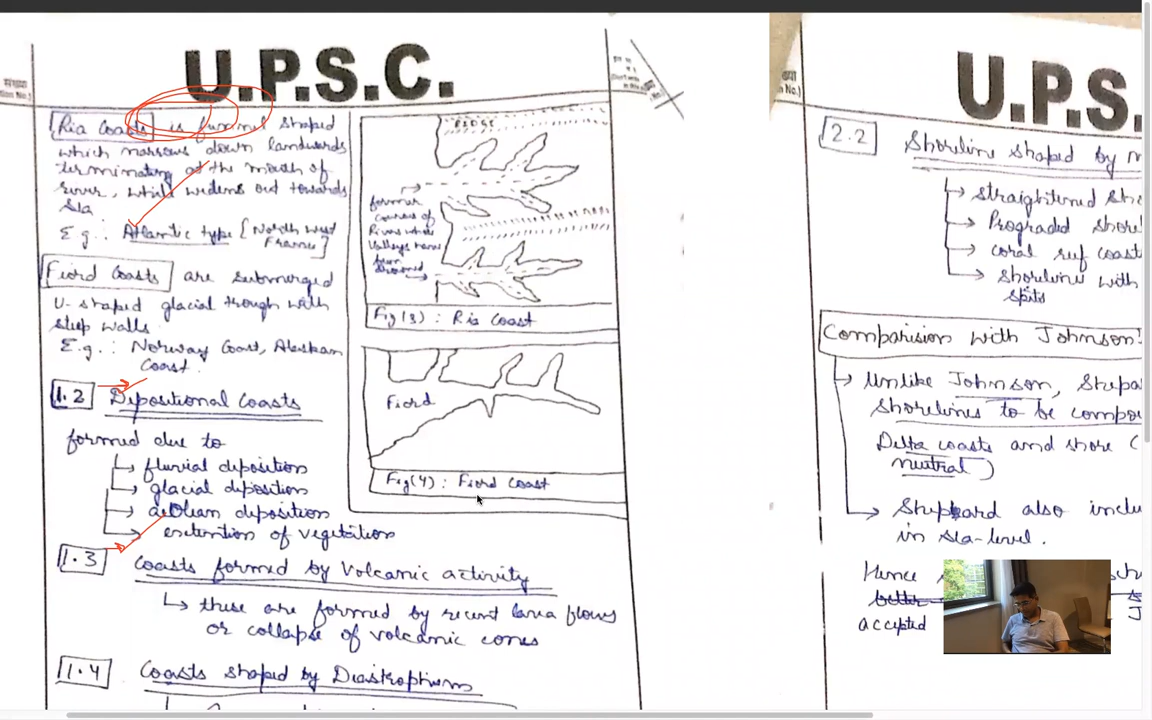 U.P.S.C.
Ria Coasts is funnel shaped
which narrows down landwards
terminating at the mouth of
river, while widens out towards
sea
E.g.: Atlantic type [North West
France]
Fiord Coasts are submerged
U-shaped glacial trough with
steep walls.
E.g.: Norway Coast, Alaskan
Coast.
1.2 Depositional Coasts
formed due to
fluvial deposition
glacial deposition
aeolian deposition
extention of vegetation
1.3 Coasts formed by Volcanic activity
these are formed by recent lava flows
or collapse of volcanic cones
1.4 Coasts shaped by Diastrophism
RIDGE
former
courses of
Rivers whose
Valleys have
been
drowned
Fig(3) : Ria Coast
Fiord
Fig(4) : Fiord Coast
U.P.S.
2.2 Shoreline shaped by
straightened
Prograded
coral reef coast
shoreline with
spits
Comparision with Johnson
Unlike Johnson,
shorelines to be
Delta coasts and shore
neutral)
Shephard also
in sea-level.
Hence
better
accepted
No.)